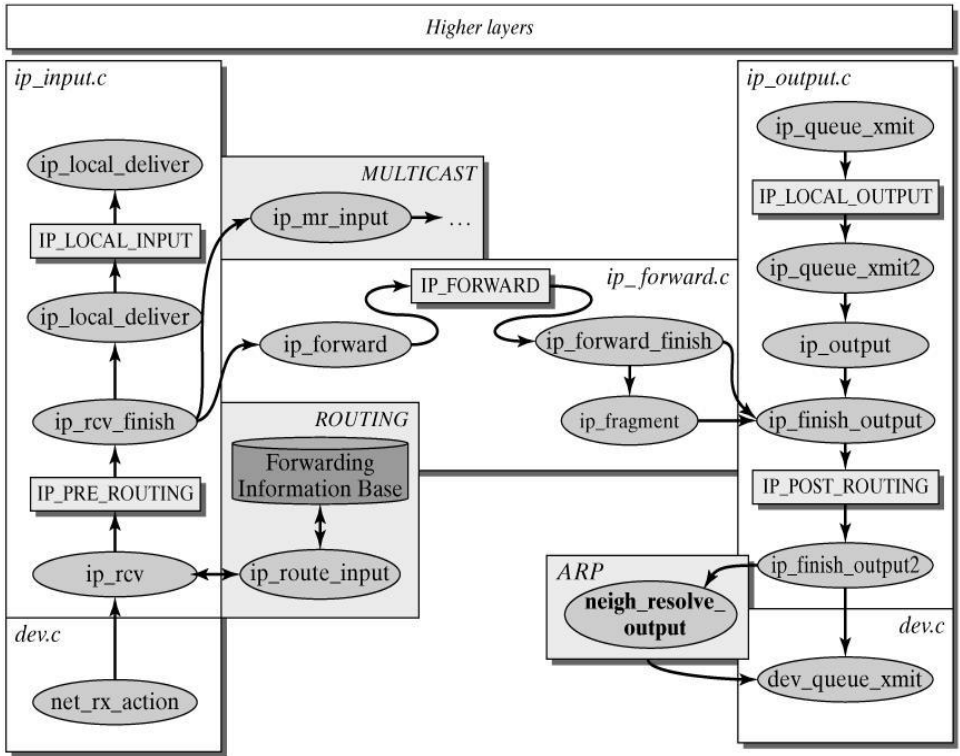 Higher layers
ip_input.c
ip_local_deliver
IP_LOCAL_INPUT
ip_local_deliver
ip_rcv_finish
IP_PRE_ROUTING
ip_rcv
dev.c
net_rx_action
MULTICAST
ip_mr_input
...
ip_forward.c
IP_FORWARD
ip_forward
ip_forward_finish
ip_fragment
ROUTING
Forwarding
Information Base
ip_route_input
ARP
neigh_resolve_
output
ip_output.c
ip_queue_xmit
IP_LOCAL_OUTPUT
ip_queue_xmit2
ip_output
ip_finish_output
IP_POST_ROUTING
ip_finish_output2
dev.c
dev_queue_xmit